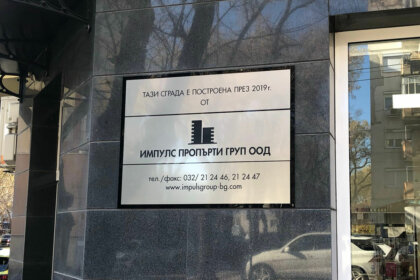 ТАЗИ СГРАДА Е ПОСТРОЕНА ПРЕЗ 2019г.
ОТ
ИМПУЛС ПРОПЪРТИ ГРУП ООД
тел./факс: 032/ 21 24 46, 21 24 47
www.impulsgroup-bg.com